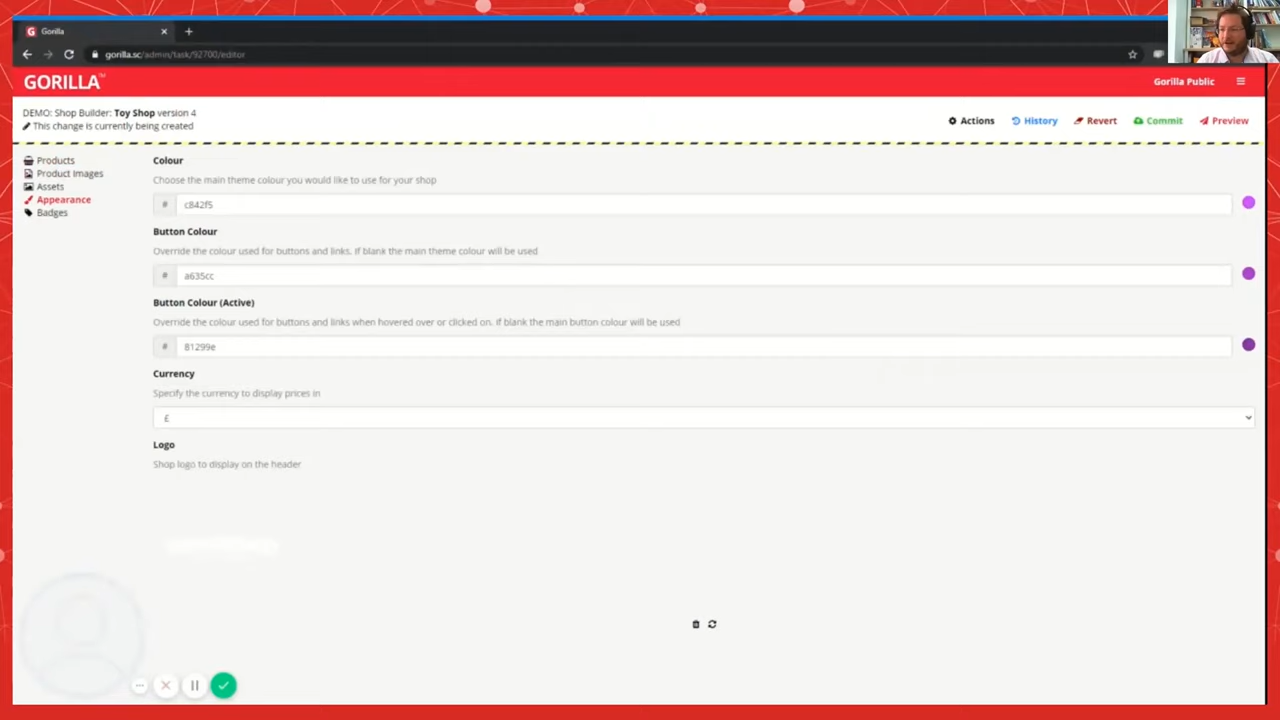 Gorilla
gorilla.sc/admin/task/92700/editor
GORILLA™
Gorilla Public
DEMO: Shop Builder: Toy Shop version 4
This change is currently being created
Actions
History
Revert
Commit
Preview
Products
Product Images
Assets
Appearance
Badges
Colour
Choose the main theme colour you would like to use for your shop
# c842f5
Button Colour
Override the colour used for buttons and links. If blank the main theme colour will be used
# a635cc
Button Colour (Active)
Override the colour used for buttons and links when hovered over or clicked on. If blank the main button colour will be used
# 81299e
Currency
Specify the currency to display prices in
£
Logo
Shop logo to display on the header